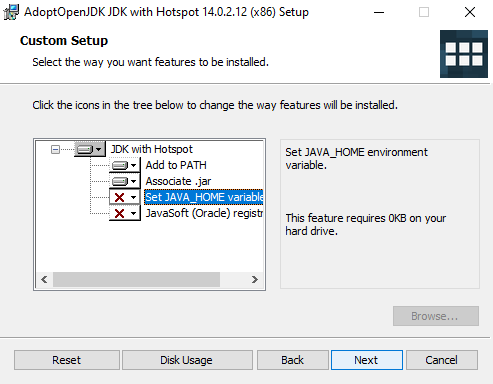 AdoptOpenJDK JDK with Hotspot 14.0.2.12 (x86) Setup
Custom Setup
Select the way you want features to be installed.
Click the icons in the tree below to change the way features will be installed.
JDK with Hotspot
Add to PATH
Associate .jar
Set JAVA_HOME variable
JavaSoft (Oracle) registr
Set JAVA_HOME environment
variable.
This feature requires 0KB on your
hard drive.
Browse...
Reset
Disk Usage
Back
Next
Cancel